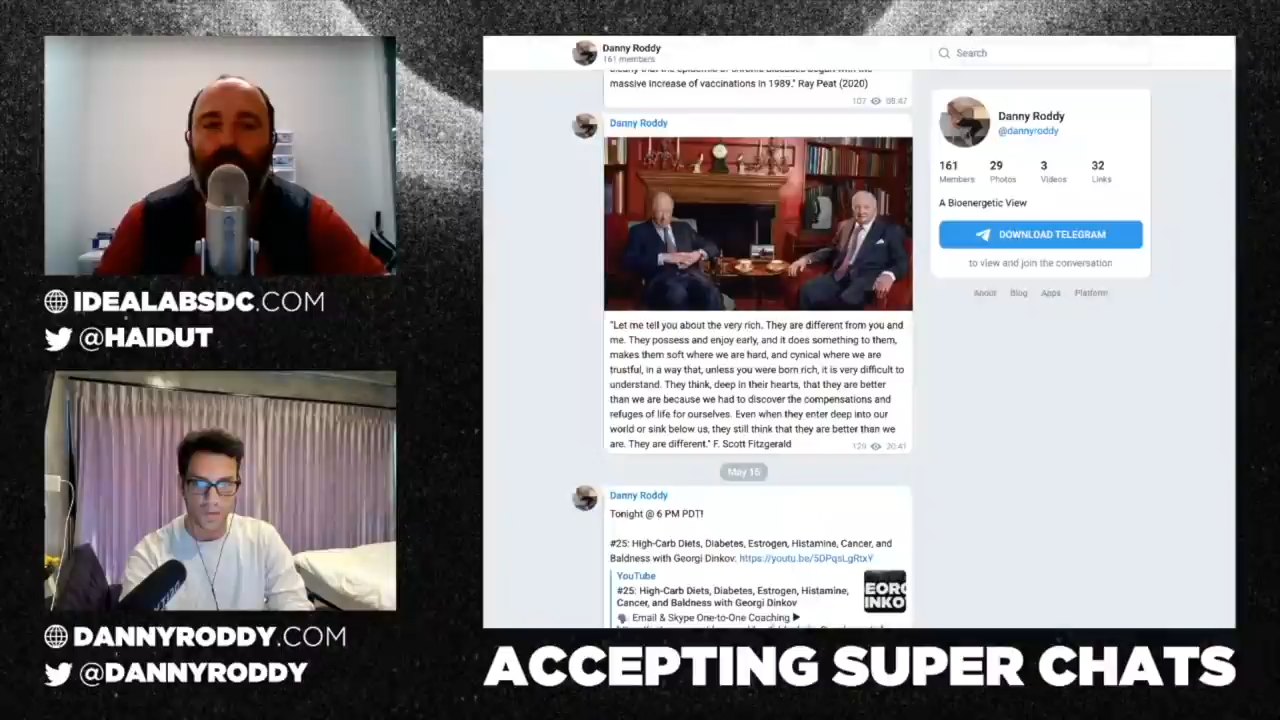 IDEALABSDC.COM
@HAIDUT
DANNYRODDY.COM
@DANNYRODDY
Danny Roddy
161 members
Search
massive increase of vaccinations in 1989." Ray Peat (2020)
107
Danny Roddy
"Let me tell you about the very rich. They are different from you and
me. They possess and enjoy early, and it does something to them,
makes them soft where we are hard, and cynical where we are
trustful, in a way that, unless you were born rich, it is very difficult to
understand. They think, deep in their hearts, that they are better
than we are because we had to discover the compensations and
refuges of life for ourselves. Even when they enter deep into our
world or sink below us, they still think that they are better than we
are. They are different." F. Scott Fitzgerald
129 20:41
Danny Roddy
Tonight @ 6 PM PDT!
#25: High-Carb Diets, Diabetes, Estrogen, Histamine, Cancer, and
Baldness with Georgi Dinkov:
YouTube
#25: High-Carb Diets, Diabetes, Estrogen, Histamine,
Cancer, and Baldness with Georgi Dinkov
Email & Skype One-to-One Coaching
Danny Roddy
@dannyroddy
161 29 3 32
Members Photos Videos Links
A Bioenergetic View
DOWNLOAD TELEGRAM
to view and join the conversation
About Blog Apps Platform
ACCEPTING SUPER CHATS